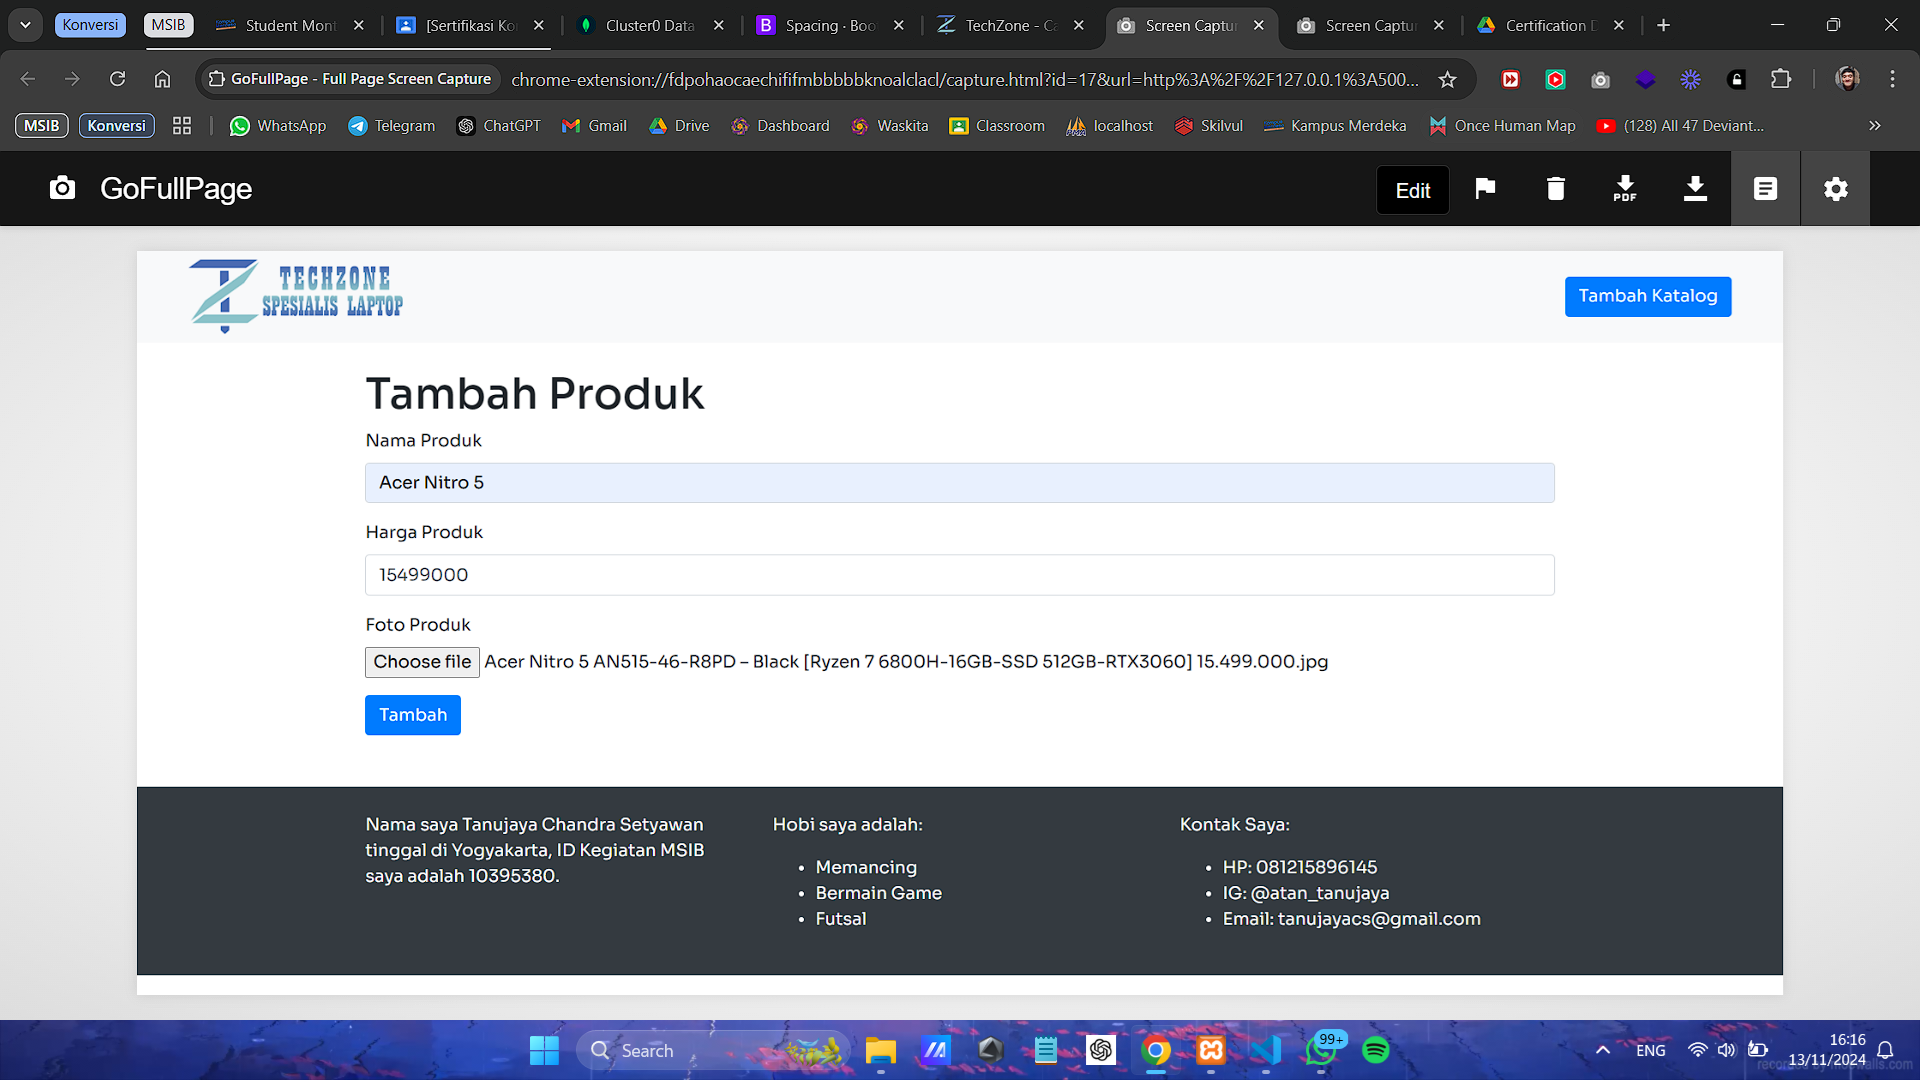 Konversi
MSIB
Student Mont
[Sertifikasi Ko
Cluster0 Data
Spacing · Boo
TechZone - Ca
Screen Captur
Screen Captur
Certification D
GoFullPage - Full Page Screen Capture
chrome-extension://fdpohaocaechififmbbbbbknoalclacl/capture.html?id=17&url=http%3A%2F%2F127.0.0.1%3A500...
MSIB
Konversi
WhatsApp
Telegram
ChatGPT
Gmail
Drive
Dashboard
Waskita
Classroom
localhost
Skilvul
Kampus Merdeka
Once Human Map
(128) All 47 Deviant...
GoFullPage
Edit
PDF
TECHZONE
SPESIALIS LAPTOP
Tambah Katalog
Tambah Produk
Nama Produk
Acer Nitro 5
Harga Produk
15499000
Foto Produk
Choose file Acer Nitro 5 AN515-46-R8PD – Black [Ryzen 7 6800H-16GB-SSD 512GB-RTX3060] 15.499.000.jpg
Tambah
Nama saya Tanujaya Chandra Setyawan
tinggal di Yogyakarta, ID Kegiatan MSIB
saya adalah 10395380.
Hobi saya adalah:
• Memancing
• Bermain Game
• Futsal
Kontak Saya:
• HP: 081215896145
• IG: @atan_tanujaya
• Email: tanujayacs@gmail.com
Search
99+
ENG
16:16
13/11/2024